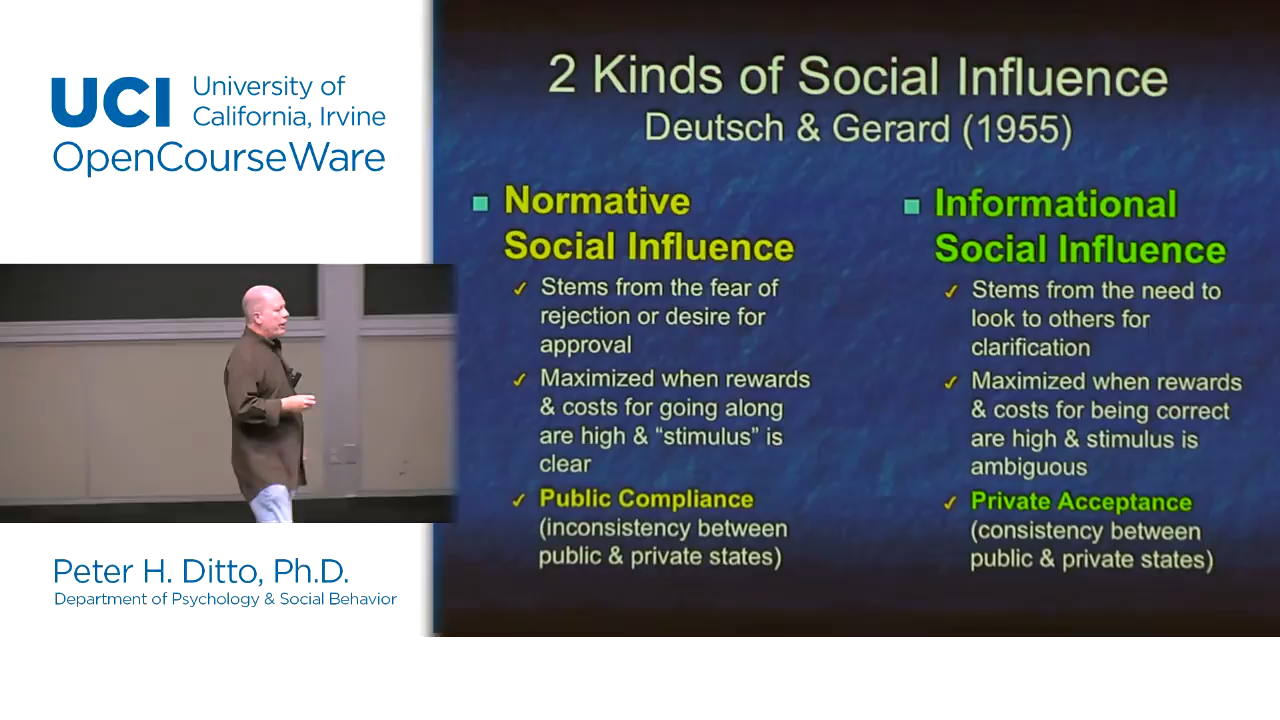 UCI University of
California, Irvine
OpenCourseWare
2 Kinds of Social Influence
Deutsch & Gerard (1955)
Normative
Social Influence
✓ Stems from the fear of
rejection or desire for
approval
✓ Maximized when rewards
& costs for going along
are high & “stimulus” is
clear
✓ Public Compliance
(inconsistency between
public & private states)
Informational
Social Influence
✓ Stems from the need to
look to others for
clarification
✓ Maximized when rewards
& costs for being correct
are high & stimulus is
ambiguous
✓ Private Acceptance
(consistency between
public & private states)
Peter H. Ditto, Ph.D.
Department of Psychology & Social Behavior